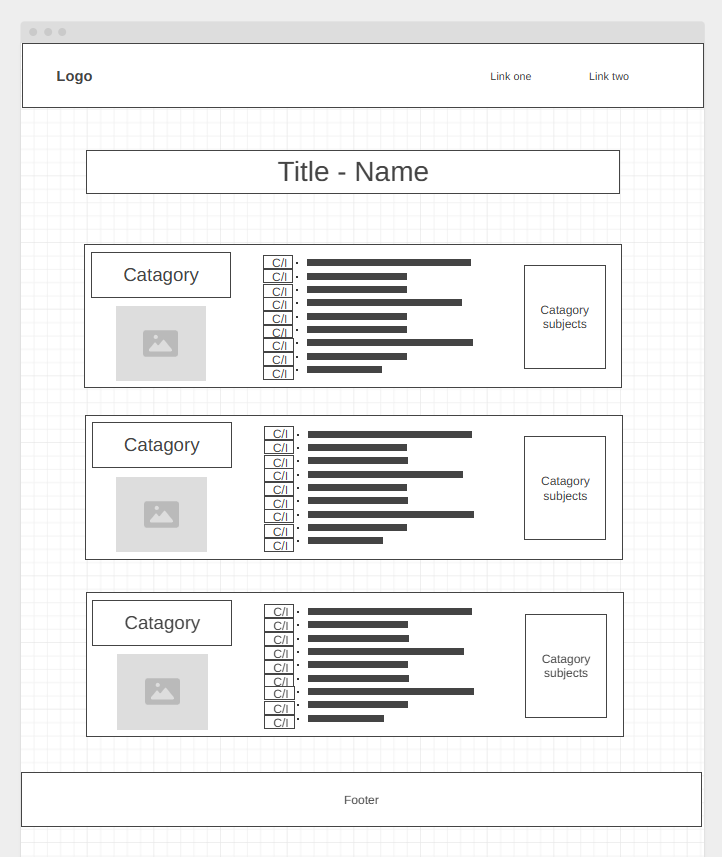 Logo
Link one
Link two
Title - Name
Catagory
C/I
C/I
C/I
C/I
C/I
C/I
C/I
C/I
C/I
Catagory
subjects
Catagory
C/I
C/I
C/I
C/I
C/I
C/I
C/I
C/I
C/I
Catagory
subjects
Catagory
C/I
C/I
C/I
C/I
C/I
C/I
C/I
C/I
C/I
Catagory
subjects
Footer